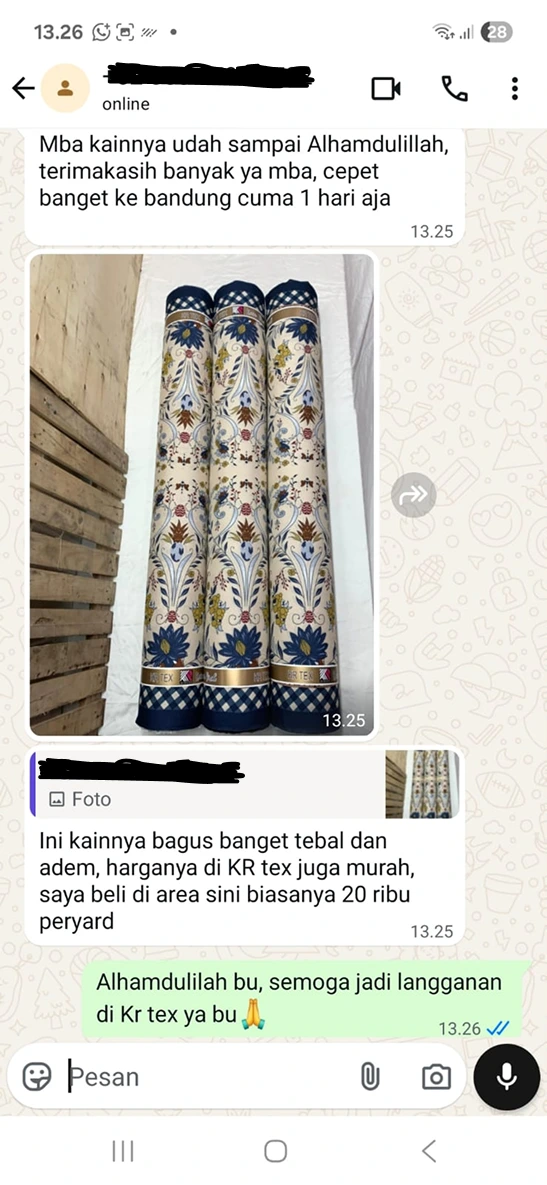 13.26
28
online
Mba kainnya udah sampai Alhamdulillah,
terimakasih banyak ya mba, cepet
banget ke bandung cuma 1 hari aja
13.25
KR TEX
13.25
Foto
Ini kainnya bagus banget tebal dan
adem, harganya di KR tex juga murah,
saya beli di area sini biasanya 20 ribu
peryard
13.25
Alhamdulilah bu, semoga jadi langganan
di Kr tex ya bu🙏
13.26
Pesan